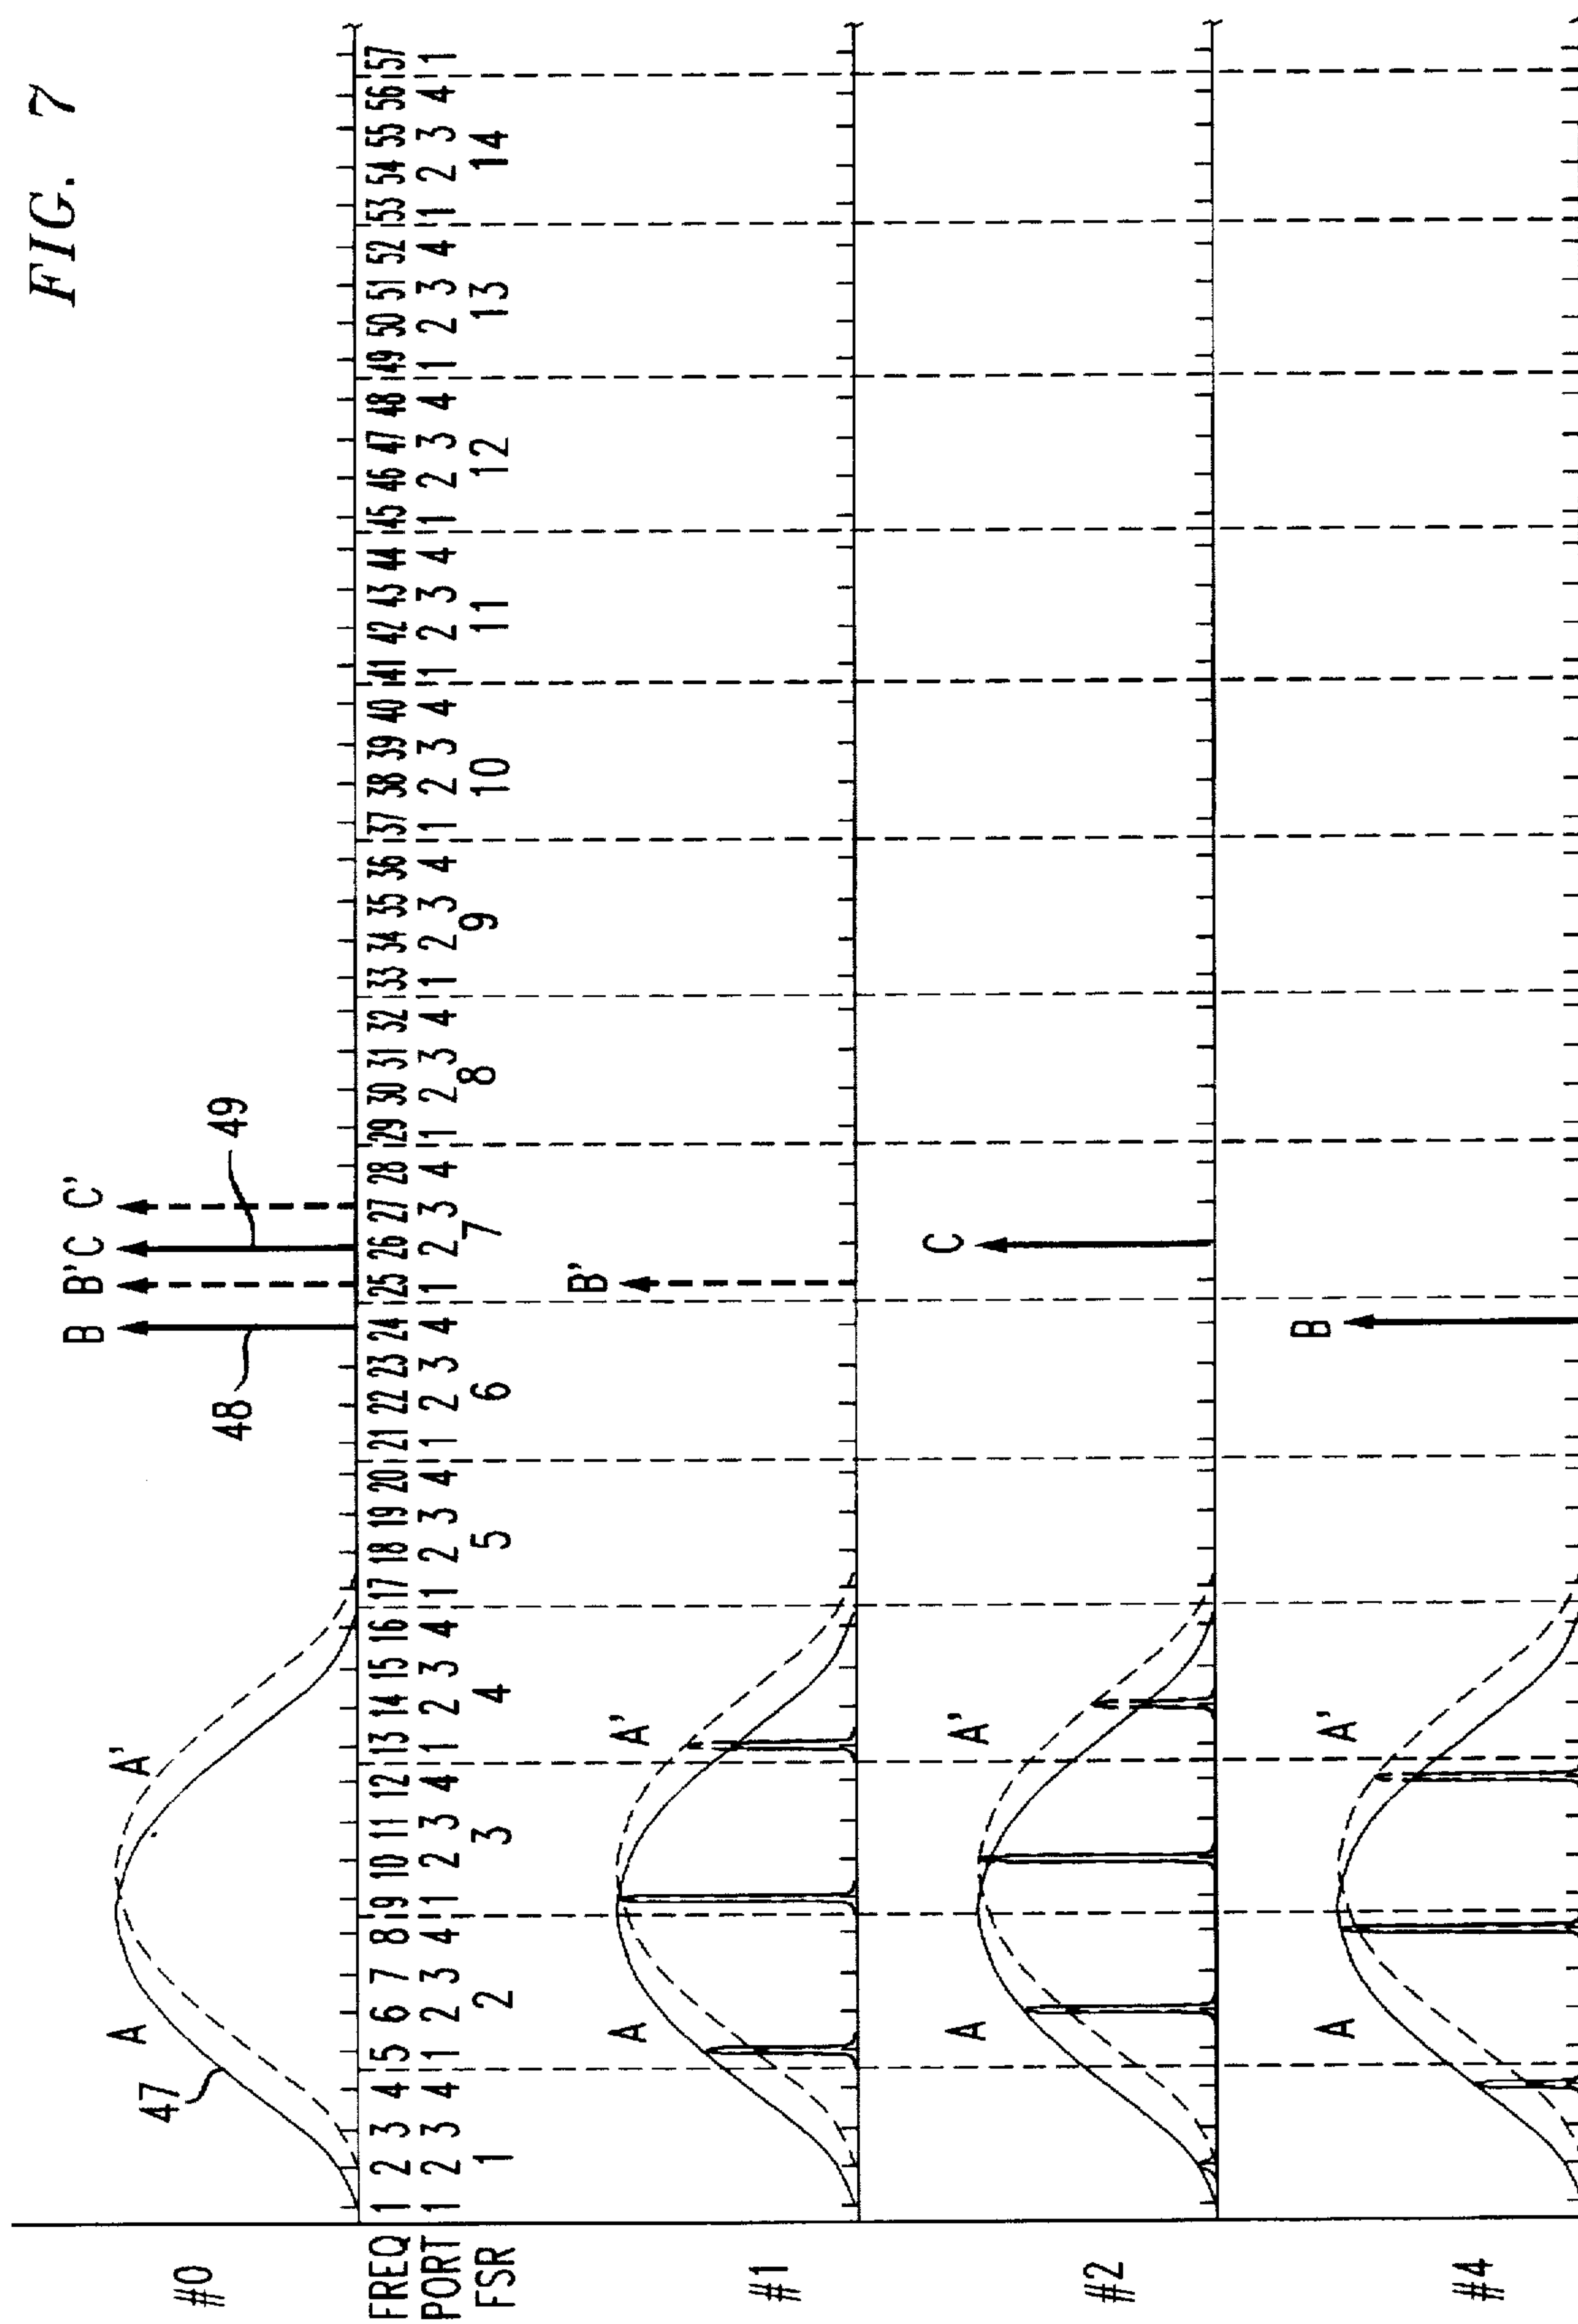 FIG. 7
#0
A
A'
47
B
B'
C
C'
48
49
FREQ 1 2 3 4 5 6 7 8 9 10 11 12 13 14 15 16 17 18 19 20 21 22 23 24 25 26 27 28 29 30 31 32 33 34 35 36 37 38 39 40 41 42 43 44 45 46 47 48 49 50 51 52 53 54 55 56 57
PORT 1 2 3 4 1 2 3 4 1 2 3 4 1 2 3 4 1 2 3 4 1 2 3 4 1 2 3 4 1 2 3 4 1 2 3 4 1 2 3 4 1 2 3 4 1 2 3 4 1 2 3 4 1 2 3 4 1
FSR 1 2 3 4 5 6 7 8 9 10 11 12 13 14
#1
A
A'
B'
#2
A
A'
C
#4
A
A'
B